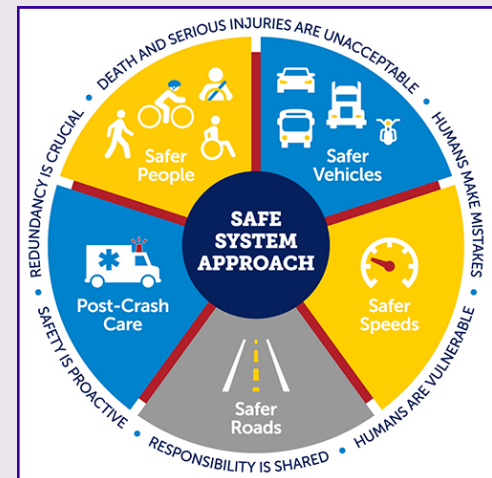 DEATH AND SERIOUS INJURIES ARE UNACCEPTABLE
HUMANS MAKE MISTAKES
HUMANS ARE VULNERABLE
RESPONSIBILITY IS SHARED
SAFETY IS PROACTIVE
REDUNDANCY IS CRUCIAL
Safer
People
Safer
Vehicles
SAFE
SYSTEM
APPROACH
Post-Crash
Care
Safer
Speeds
Safer
Roads